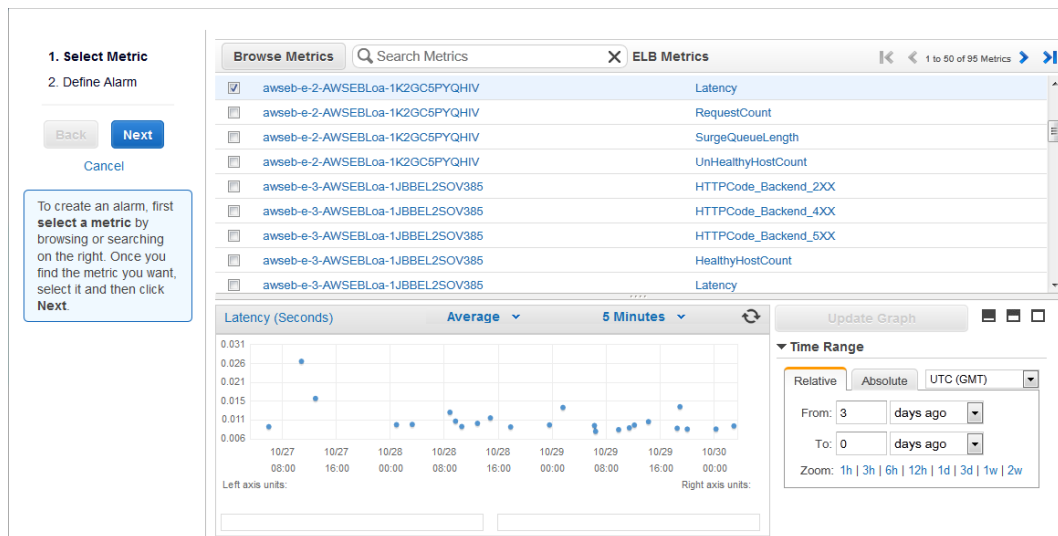 1. Select Metric
2. Define Alarm
Back Next
Cancel
To create an alarm, first
select a metric by
browsing or searching
on the right. Once you
find the metric you want,
select it and then click
Next.
Browse Metrics Search Metrics ELB Metrics 1 to 50 of 95 Metrics
awseb-e-2-AWSEBLoa-1K2GC5PYQHIV Latency
awseb-e-2-AWSEBLoa-1K2GC5PYQHIV RequestCount
awseb-e-2-AWSEBLoa-1K2GC5PYQHIV SurgeQueueLength
awseb-e-2-AWSEBLoa-1K2GC5PYQHIV UnHealthyHostCount
awseb-e-3-AWSEBLoa-1JBBEL2SOV385 HTTPCode_Backend_2XX
awseb-e-3-AWSEBLoa-1JBBEL2SOV385 HTTPCode_Backend_4XX
awseb-e-3-AWSEBLoa-1JBBEL2SOV385 HTTPCode_Backend_5XX
awseb-e-3-AWSEBLoa-1JBBEL2SOV385 HealthyHostCount
awseb-e-3-AWSEBLoa-1JBBEL2SOV385 Latency
Latency (Seconds) Average 5 Minutes
0.031
0.026
0.021
0.015
0.011
0.006
10/27 10/27 10/28 10/28 10/28 10/29 10/29 10/29 10/30
08:00 16:00 00:00 08:00 16:00 00:00 08:00 16:00 00:00
Left axis units: Right axis units:
Update Graph
Time Range
Relative Absolute UTC (GMT)
From: 3 days ago
To: 0 days ago
Zoom: 1h | 3h | 6h | 12h | 1d | 3d | 1w | 2w